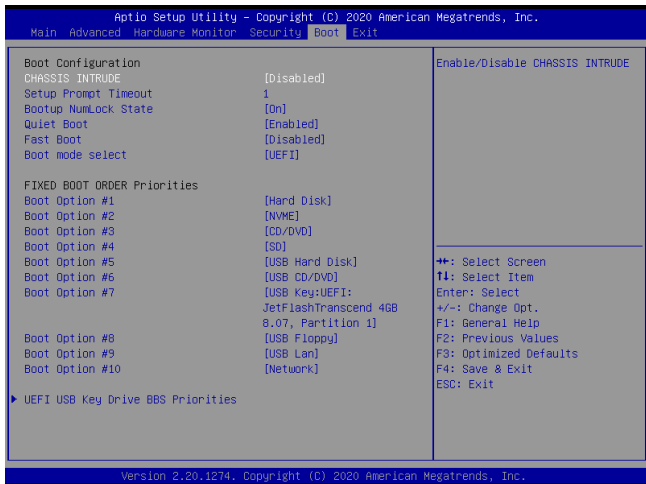 Aptio Setup Utility – Copyright (C) 2020 American Megatrends, Inc.
Main Advanced Hardware Monitor Security Boot Exit
Boot Configuration
CHASSIS INTRUDE [Disabled]
Setup Prompt Timeout 1
Bootup NumLock State [On]
Quiet Boot [Enabled]
Fast Boot [Disabled]
Boot mode select [UEFI]
FIXED BOOT ORDER Priorities
Boot Option #1 [Hard Disk]
Boot Option #2 [NVME]
Boot Option #3 [CD/DVD]
Boot Option #4 [SD]
Boot Option #5 [USB Hard Disk]
Boot Option #6 [USB CD/DVD]
Boot Option #7 [USB Key:UEFI:
JetFlashTranscend 4GB
8.07, Partition 1]
Boot Option #8 [USB Floppy]
Boot Option #9 [USB Lan]
Boot Option #10 [Network]
UEFI USB Key Drive BBS Priorities
Enable/Disable CHASSIS INTRUDE
→←: Select Screen
↑↓: Select Item
Enter: Select
+/-: Change Opt.
F1: General Help
F2: Previous Values
F3: Optimized Defaults
F4: Save & Exit
ESC: Exit
Version 2.20.1274. Copyright (C) 2020 American Megatrends, Inc.